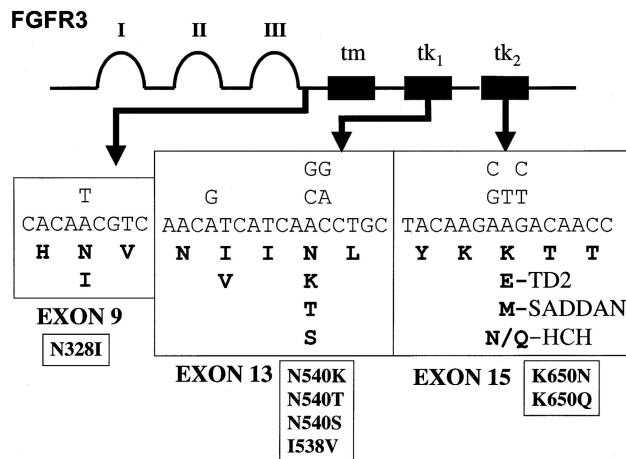 FGFR3
I II III
tm tk1 tk2
T
CACAACGTC
H N V
I
EXON 9
N328I
GG
G CA
AACATCATCAACCTGC
N I I N L
V K
T
S
EXON 13
N540K
N540T
N540S
I538V
C C
GTT
TACAAGAAGACAACC
Y K K T T
E-TD2
M-SADDAN
N/Q-HCH
EXON 15
K650N
K650Q